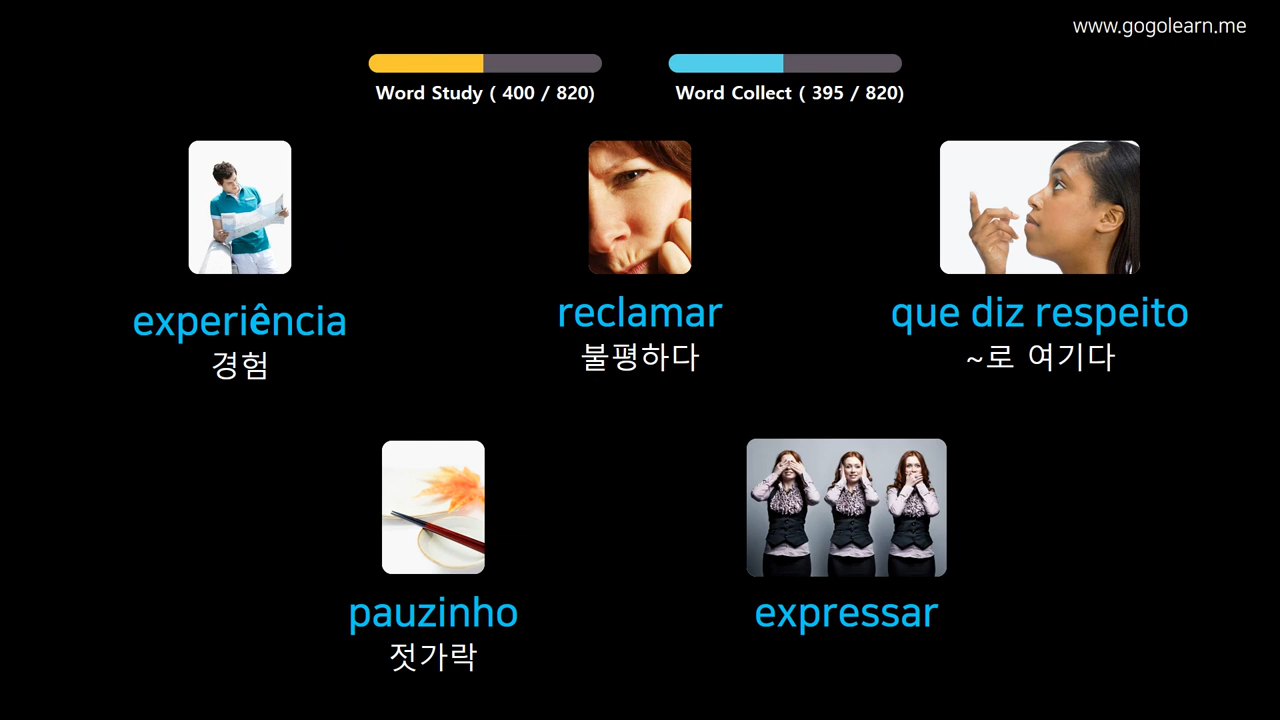 www.gogolearn.me
Word Study ( 400 / 820)
Word Collect ( 395 / 820)
experiência
경험
reclamar
불평하다
que diz respeito
~로 여기다
pauzinho
젓가락
expressar